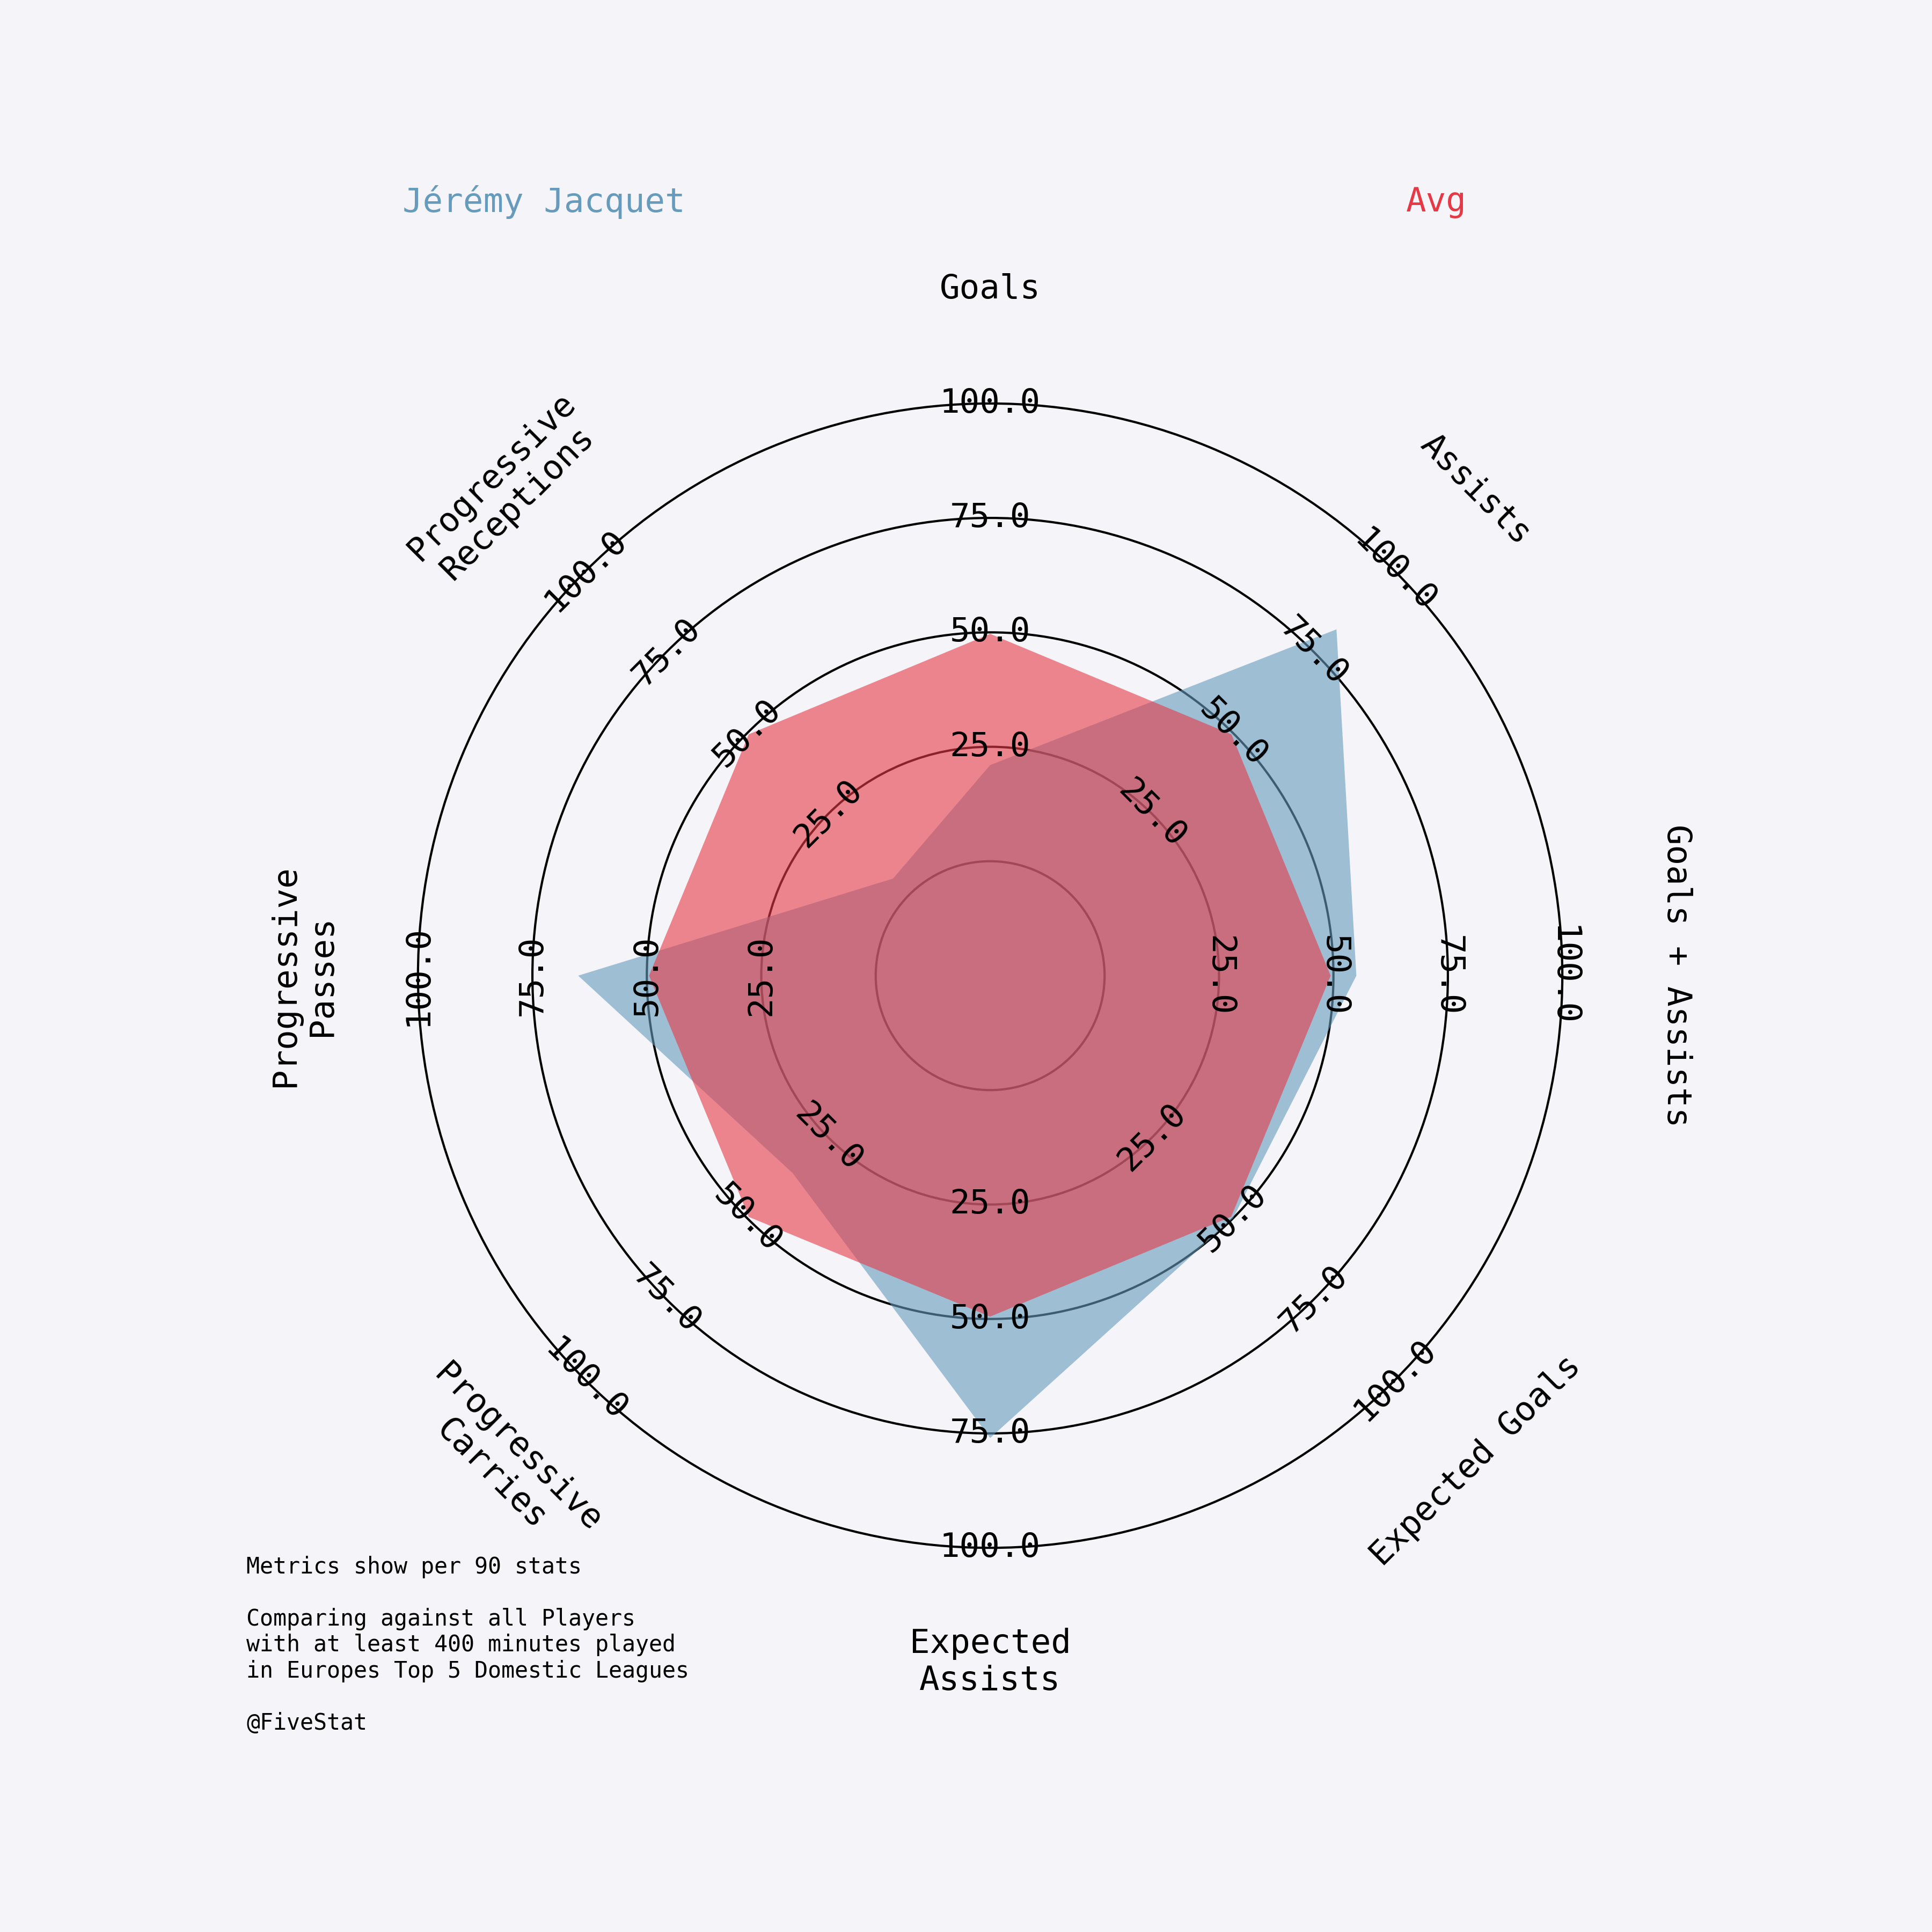 Jérémy Jacquet
Avg
Goals
Assists
Goals + Assists
Expected Goals
Expected
Assists
Progressive
Carries
Progressive
Passes
Progressive
Receptions
25.0
50.0
75.0
100.0
25.0
50.0
75.0
100.0
25.0
50.0
75.0
100.0
25.0
50.0
75.0
100.0
25.0
50.0
75.0
100.0
25.0
50.0
75.0
100.0
25.0
50.0
75.0
100.0
25.0
50.0
75.0
100.0
Metrics show per 90 stats
Comparing against all Players
with at least 400 minutes played
in Europes Top 5 Domestic Leagues
@FiveStat